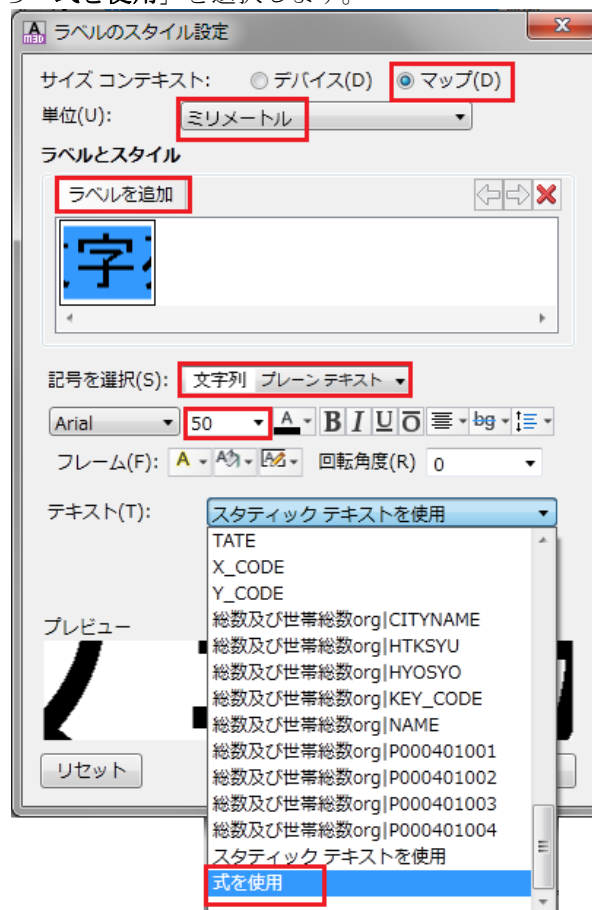 う「式を使用」を選択します。
A M3D ラベルのスタイル設定
サイズ コンテキスト: デバイス(D) マップ(D)
単位(U): ミリメートル
ラベルとスタイル
ラベルを追加
字
記号を選択(S): 文字列 プレーン テキスト
Arial 50 A B I U O bg
フレーム(F): A 回転角度(R) 0
テキスト(T): スタティック テキストを使用
TATE
X_CODE
Y_CODE
総数及び世帯総数org|CITYNAME
プレビュー
総数及び世帯総数org|HTKSYU
総数及び世帯総数org|HYOSYO
総数及び世帯総数org|KEY_CODE
総数及び世帯総数org|NAME
総数及び世帯総数org|P000401001
リセット
総数及び世帯総数org|P000401002
総数及び世帯総数org|P000401003
総数及び世帯総数org|P000401004
スタティック テキストを使用
式を使用